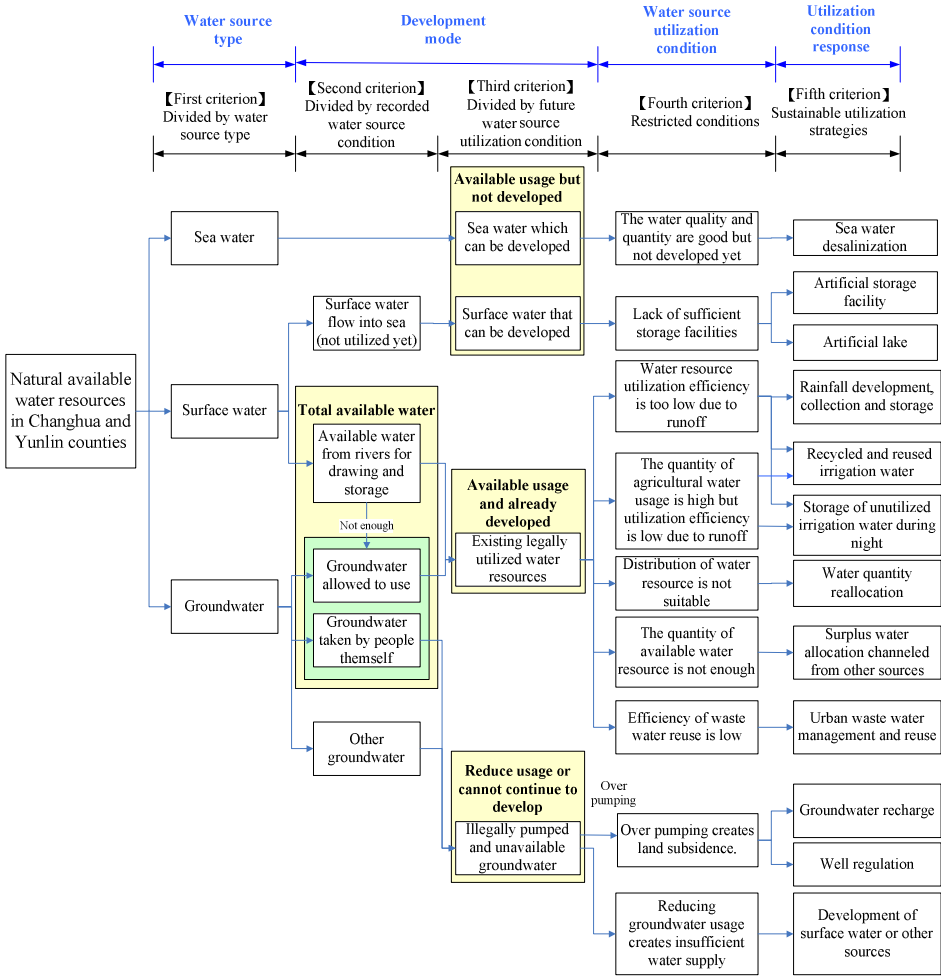 Water source
type
Development
mode
Water source
utilization
condition
Utilization
condition
response
【First criterion】
Divided by water
source type
【Second criterion】
Divided by recorded
water source
condition
【Third criterion】
Divided by future
water source
utilization condition
【Fourth criterion】
Restricted conditions
【Fifth criterion】
Sustainable utilization
strategies
Available usage but
not developed
Sea water
Sea water which
can be developed
The water quality and
quantity are good but
not developed yet
Sea water
desalinization
Surface water
flow into sea
(not utilized yet)
Surface water that
can be developed
Lack of sufficient
storage facilities
Artificial storage
facility
Artificial lake
Natural available
water resources
in Changhua and
Yunlin counties
Surface water
Total available water
Available water
from rivers for
drawing and
storage
Not enough
Available usage
and already
developed
Existing legally
utilized water
resources
Water resource
utilization efficiency
is too low due to
runoff
Rainfall development,
collection and storage
The quantity of
agricultural water
usage is high but
utilization efficiency
is low due to runoff
Recycled and reused
irrigation water
Storage of unutilized
irrigation water during
night
Groundwater
Groundwater
allowed to use
Groundwater
taken by people
themself
Distribution of water
resource is not
suitable
Water quantity
reallocation
The quantity of
available water
resource is not enough
Surplus water
allocation channeled
from other sources
Other
groundwater
Efficiency of waste
water reuse is low
Urban waste water
management and reuse
Reduce usage or
cannot continue to
develop
Illegally pumped
and unavailable
groundwater
Over
pumping
Over pumping creates
land subsidence.
Groundwater recharge
Well regulation
Reducing
groundwater usage
creates insufficient
water supply
Development of
surface water or other
sources